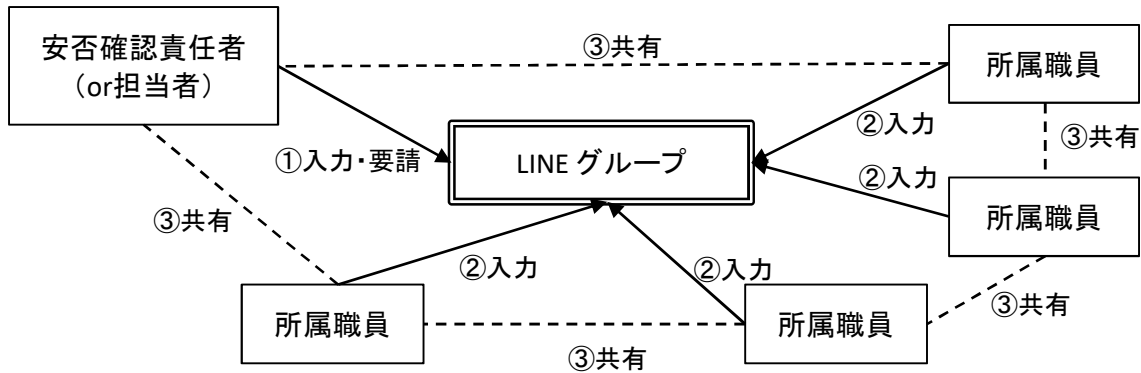 安否確認責任者
（or担当者）
③共有
所属職員
②入力
③共有
①入力・要請
LINE グループ
②入力
所属職員
③共有
②入力
②入力
③共有
所属職員
③共有
所属職員